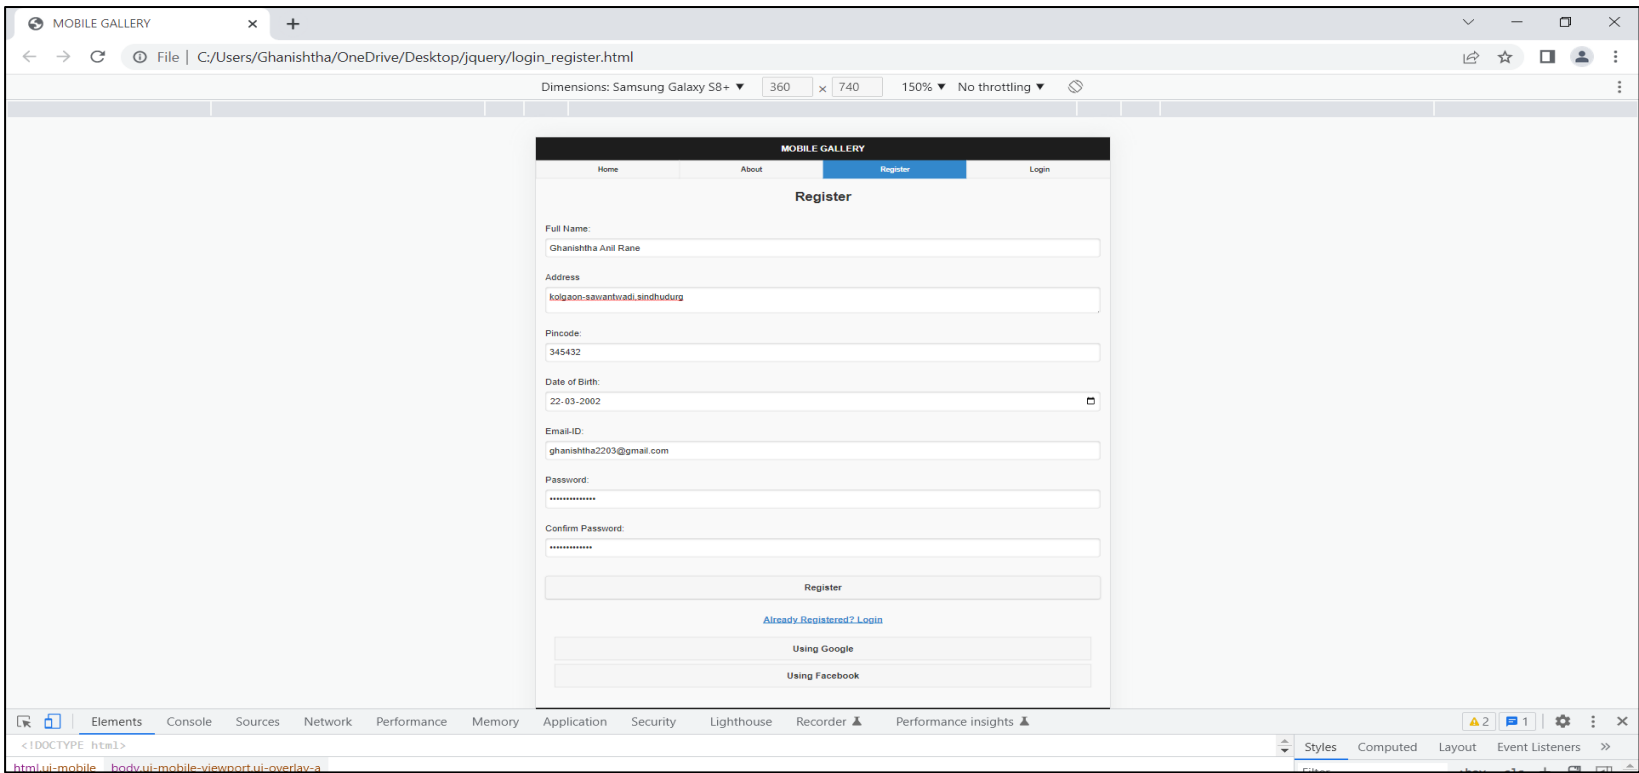 MOBILE GALLERY
File | C:/Users/Ghanishtha/OneDrive/Desktop/jquery/login_register.html
Dimensions: Samsung Galaxy S8+ ▼ 360 × 740 150% ▼ No throttling ▼
MOBILE GALLERY
Home About Register Login
Register
Full Name:
Ghanishtha Anil Rane
Address
kolgaon-sawantwadi,sindhudurg
Pincode:
345432
Date of Birth:
22-03-2002
Email-ID:
ghanishtha2203@gmail.com
Password:
••••••••••••••
Confirm Password:
•••••••••••••
Register
Already Registered? Login
Using Google
Using Facebook
Elements Console Sources Network Performance Memory Application Security Lighthouse Recorder Performance insights 2 1
<!DOCTYPE html>
Styles Computed Layout Event Listeners »
html.ui-mobile body.ui-mobile-viewport.ui-overlay-a